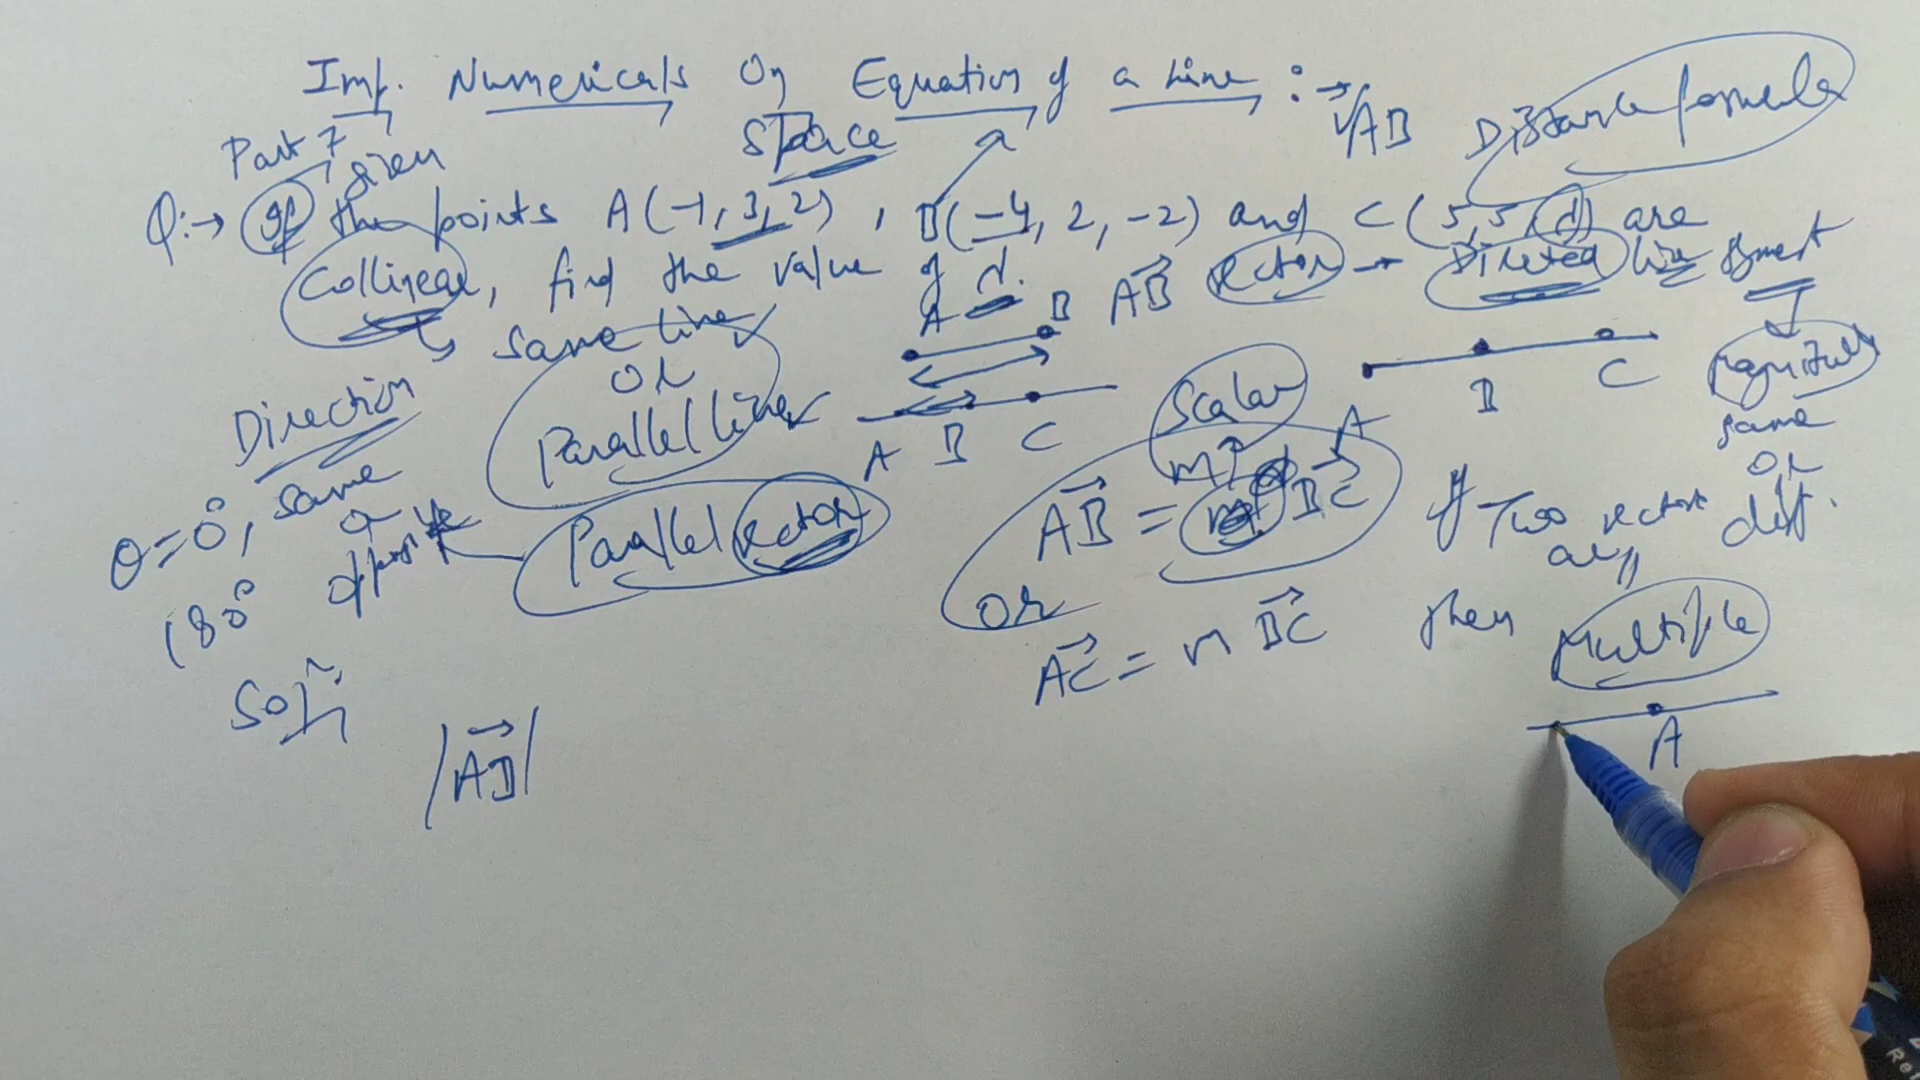 Imp. Numericals On Equation of a Line :→
Space
√AB Distance formula
Part 7
given
Q:→ If the points A(-1, 3, 2), B(-4, 2, -2) and C(5, 5, d) are
Collinear, find the value of d.
AB Vector → Directed line segment
↳ same line
or
Parallel line
A B
A B C
A B C
magnitude
same
or
diff.
Direction
θ=0°, same
or
180° opposite
Parallel vector
Scalar
m
AB = m BC
or
AC = m BC
If Two vectors
are ||
then Multiple
A
Soln
|AB|